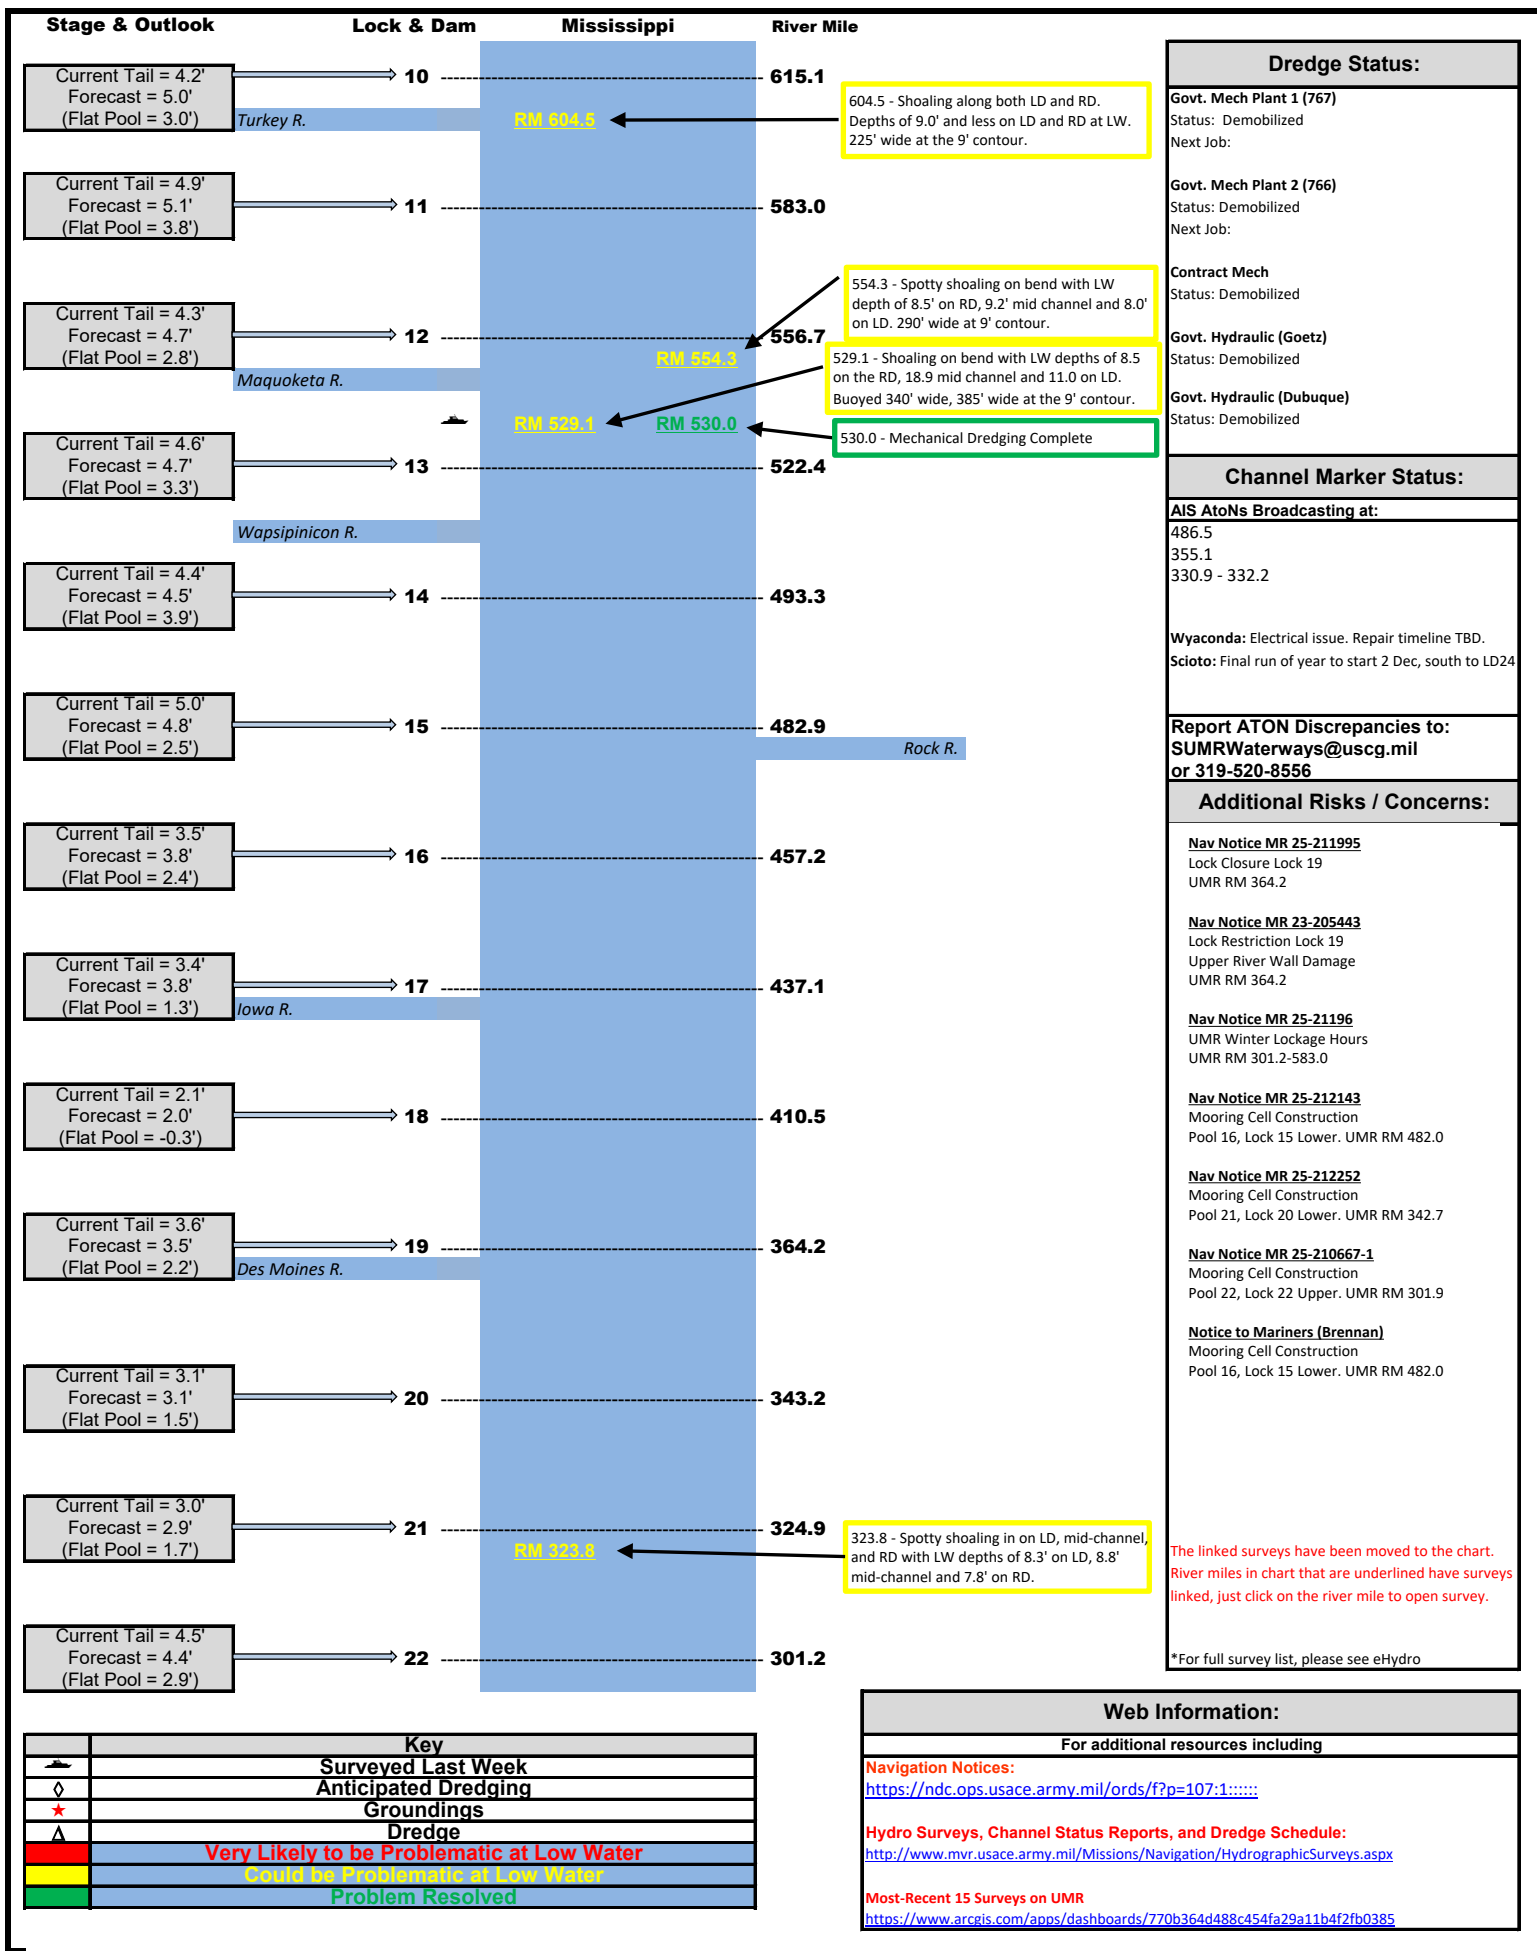 Stage & Outlook
Lock & Dam
Mississippi
River Mile
Current Tail = 4.2'
Forecast = 5.0'
(Flat Pool = 3.0')
10
615.1
Turkey R.
RM 604.5
604.5 - Shoaling along both LD and RD.
Depths of 9.0' and less on LD and RD at LW.
225' wide at the 9' contour.
Current Tail = 4.9'
Forecast = 5.1'
(Flat Pool = 3.8')
11
583.0
Current Tail = 4.3'
Forecast = 4.7'
(Flat Pool = 2.8')
12
556.7
RM 554.3
554.3 - Spotty shoaling on bend with LW
depth of 8.5' on RD, 9.2' mid channel and 8.0'
on LD. 290' wide at 9' contour.
Maquoketa R.
529.1 - Shoaling on bend with LW depths of 8.5
on the RD, 18.9 mid channel and 11.0 on LD.
Buoyed 340' wide, 385' wide at the 9' contour.
RM 529.1
RM 530.0
530.0 - Mechanical Dredging Complete
Current Tail = 4.6'
Forecast = 4.7'
(Flat Pool = 3.3')
13
522.4
Wapsipinicon R.
Current Tail = 4.4'
Forecast = 4.5'
(Flat Pool = 3.9')
14
493.3
Current Tail = 5.0'
Forecast = 4.8'
(Flat Pool = 2.5')
15
482.9
Rock R.
Current Tail = 3.5'
Forecast = 3.8'
(Flat Pool = 2.4')
16
457.2
Current Tail = 3.4'
Forecast = 3.8'
(Flat Pool = 1.3')
17
437.1
Iowa R.
Current Tail = 2.1'
Forecast = 2.0'
(Flat Pool = -0.3')
18
410.5
Current Tail = 3.6'
Forecast = 3.5'
(Flat Pool = 2.2')
19
364.2
Des Moines R.
Current Tail = 3.1'
Forecast = 3.1'
(Flat Pool = 1.5')
20
343.2
Current Tail = 3.0'
Forecast = 2.9'
(Flat Pool = 1.7')
21
324.9
RM 323.8
323.8 - Spotty shoaling in on LD, mid-channel,
and RD with LW depths of 8.3' on LD, 8.8'
mid-channel and 7.8' on RD.
Current Tail = 4.5'
Forecast = 4.4'
(Flat Pool = 2.9')
22
301.2
Dredge Status:
Govt. Mech Plant 1 (767)
Status: Demobilized
Next Job:
Govt. Mech Plant 2 (766)
Status: Demobilized
Next Job:
Contract Mech
Status: Demobilized
Govt. Hydraulic (Goetz)
Status: Demobilized
Govt. Hydraulic (Dubuque)
Status: Demobilized
Channel Marker Status:
AIS AtoNs Broadcasting at:
486.5
355.1
330.9 - 332.2
Wyaconda: Electrical issue. Repair timeline TBD.
Scioto: Final run of year to start 2 Dec, south to LD24
Report ATON Discrepancies to:
SUMRWaterways@uscg.mil
or 319-520-8556
Additional Risks / Concerns:
Nav Notice MR 25-211995
Lock Closure Lock 19
UMR RM 364.2
Nav Notice MR 23-205443
Lock Restriction Lock 19
Upper River Wall Damage
UMR RM 364.2
Nav Notice MR 25-21196
UMR Winter Lockage Hours
UMR RM 301.2-583.0
Nav Notice MR 25-212143
Mooring Cell Construction
Pool 16, Lock 15 Lower. UMR RM 482.0
Nav Notice MR 25-212252
Mooring Cell Construction
Pool 21, Lock 20 Lower. UMR RM 342.7
Nav Notice MR 25-210667-1
Mooring Cell Construction
Pool 22, Lock 22 Upper. UMR RM 301.9
Notice to Mariners (Brennan)
Mooring Cell Construction
Pool 16, Lock 15 Lower. UMR RM 482.0
The linked surveys have been moved to the chart.
River miles in chart that are underlined have surveys
linked, just click on the river mile to open survey.
*For full survey list, please see eHydro
Key
Surveyed Last Week
Anticipated Dredging
Groundings
Dredge
Very Likely to be Problematic at Low Water
Could be Problematic at Low Water
Problem Resolved
Web Information:
For additional resources including
Navigation Notices:
https://ndc.ops.usace.army.mil/ords/f?p=107:1::::::
Hydro Surveys, Channel Status Reports, and Dredge Schedule:
http://www.mvr.usace.army.mil/Missions/Navigation/HydrographicSurveys.aspx
Most-Recent 15 Surveys on UMR
https://www.arcgis.com/apps/dashboards/770b364d488c454fa29a11b4f2fb0385